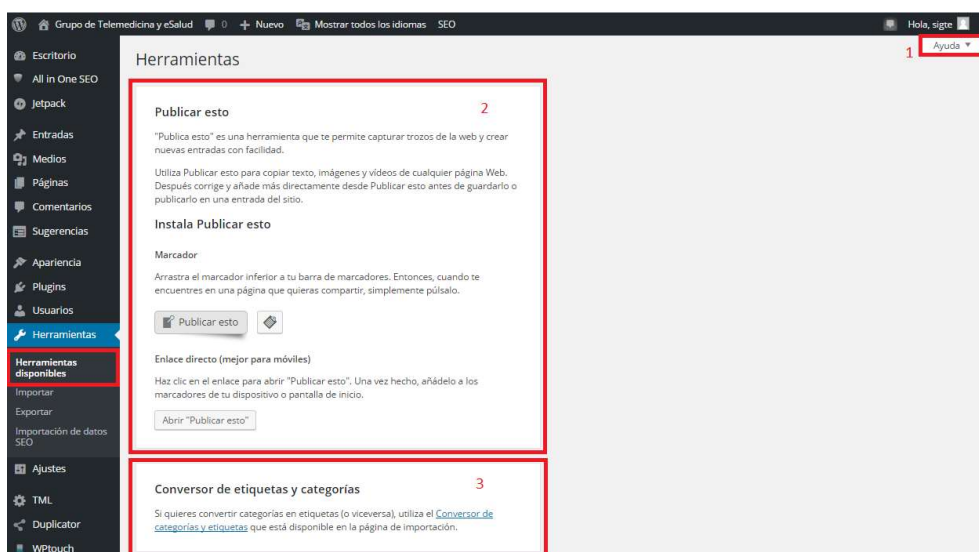 Grupo de Telemedicina y eSalud 0 + Nuevo Mostrar todos los idiomas SEO Hola, sigte
Ayuda ▼
1
Escritorio
All in One SEO
Jetpack
Entradas
Medios
Páginas
Comentarios
Sugerencias
Apariencia
Plugins
Usuarios
Herramientas
Herramientas
disponibles
Importar
Exportar
Importación de datos
SEO
Ajustes
TML
Duplicator
WPtouch
Herramientas
Publicar esto
2
"Publica esto" es una herramienta que te permite capturar trozos de la web y crear
nuevas entradas con facilidad.
Utiliza Publicar esto para copiar texto, imágenes y vídeos de cualquier página Web.
Después corrige y añade más directamente desde Publicar esto antes de guardarlo o
publicarlo en una entrada del sitio.
Instala Publicar esto
Marcador
Arrastra el marcador inferior a tu barra de marcadores. Entonces, cuando te
encuentres en una página que quieras compartir, simplemente púlsalo.
Publicar esto
Enlace directo (mejor para móviles)
Haz clic en el enlace para abrir "Publicar esto". Una vez hecho, añádelo a los
marcadores de tu dispositivo o pantalla de inicio.
Abrir "Publicar esto"
Conversor de etiquetas y categorías
3
Si quieres convertir categorías en etiquetas (o viceversa), utiliza el Conversor de
categorías y etiquetas que está disponible en la página de importación.